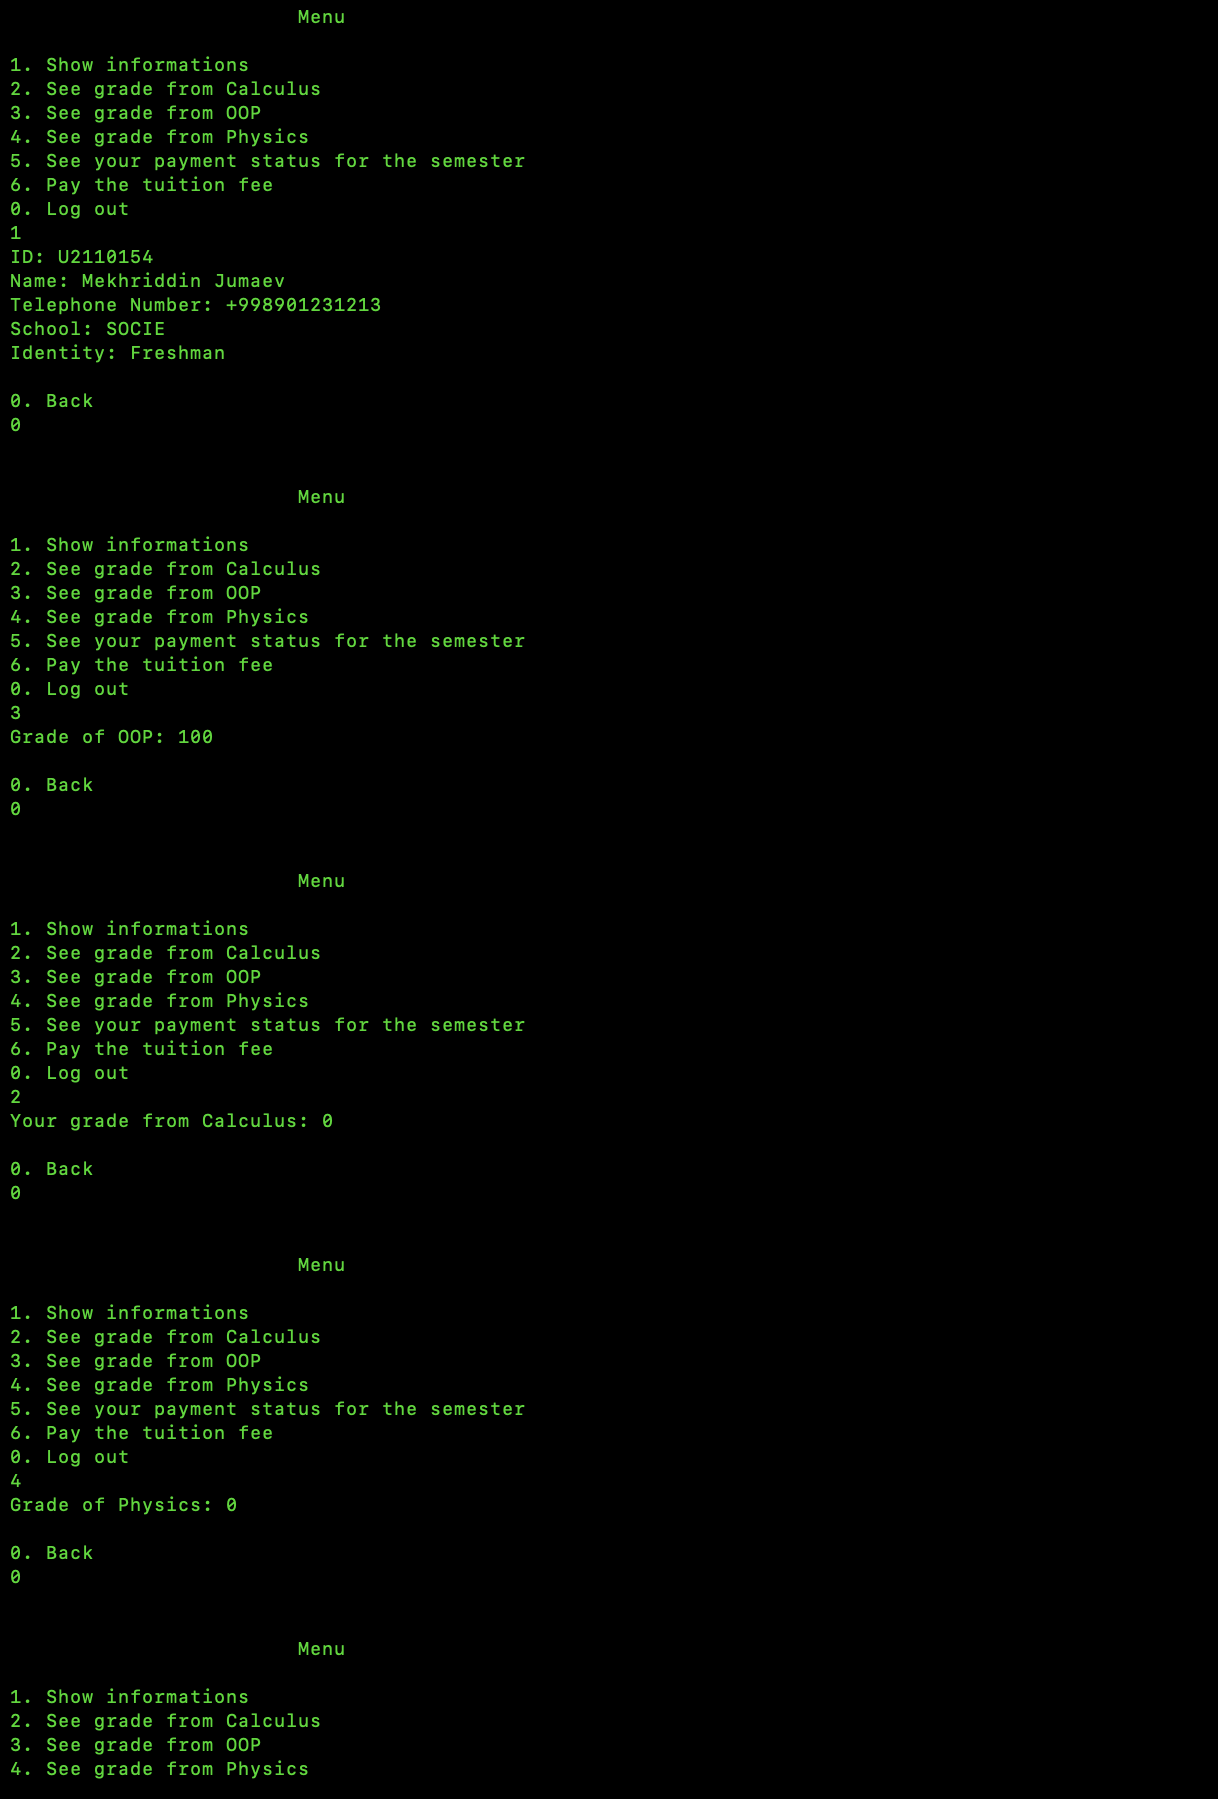 Menu
1. Show informations
2. See grade from Calculus
3. See grade from OOP
4. See grade from Physics
5. See your payment status for the semester
6. Pay the tuition fee
0. Log out
1
ID: U2110154
Name: Mekhriddin Jumaev
Telephone Number: +998901231213
School: SOCIE
Identity: Freshman
0. Back
0
Menu
1. Show informations
2. See grade from Calculus
3. See grade from OOP
4. See grade from Physics
5. See your payment status for the semester
6. Pay the tuition fee
0. Log out
3
Grade of OOP: 100
0. Back
0
Menu
1. Show informations
2. See grade from Calculus
3. See grade from OOP
4. See grade from Physics
5. See your payment status for the semester
6. Pay the tuition fee
0. Log out
2
Your grade from Calculus: 0
0. Back
0
Menu
1. Show informations
2. See grade from Calculus
3. See grade from OOP
4. See grade from Physics
5. See your payment status for the semester
6. Pay the tuition fee
0. Log out
4
Grade of Physics: 0
0. Back
0
Menu
1. Show informations
2. See grade from Calculus
3. See grade from OOP
4. See grade from Physics